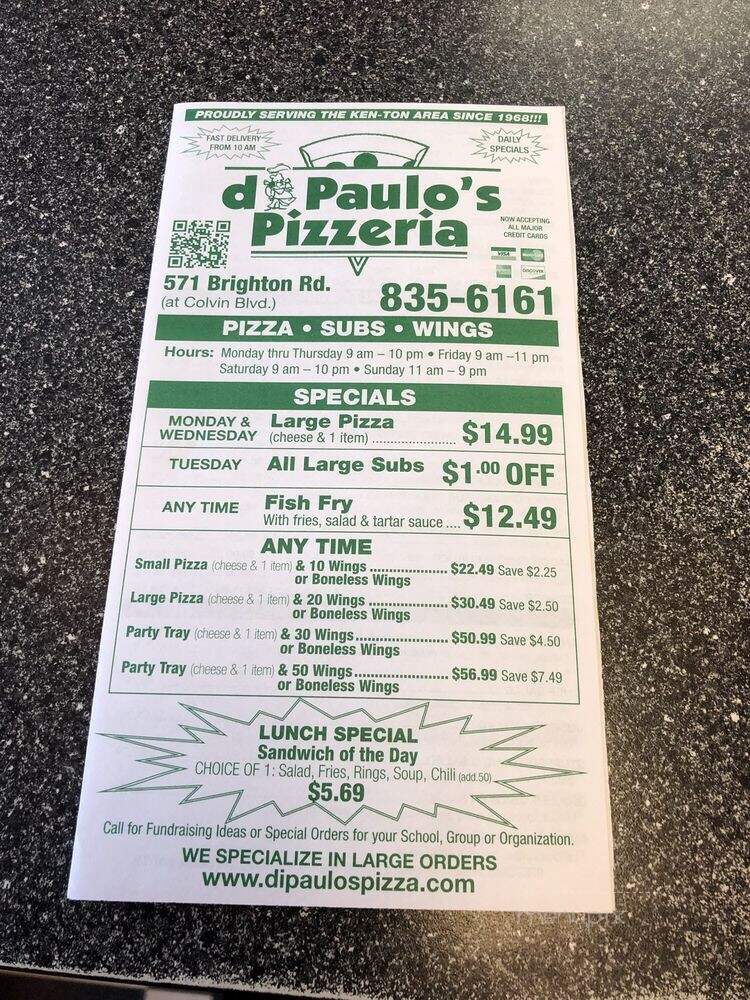 PROUDLY SERVING THE KEN-TON AREA SINCE 1968!!!
FAST DELIVERY
FROM 10 AM
DAILY
SPECIALS
di Paulo's
Pizzeria
NOW ACCEPTING
ALL MAJOR
CREDIT CARDS
VISA
DISCOVER
571 Brighton Rd.
(at Colvin Blvd.)
835-6161
PIZZA • SUBS • WINGS
Hours: Monday thru Thursday 9 am – 10 pm • Friday 9 am –11 pm
Saturday 9 am – 10 pm • Sunday 11 am – 9 pm
SPECIALS
MONDAY & Large Pizza
WEDNESDAY (cheese & 1 item) ...................... $14.99
TUESDAY All Large Subs $1.00 OFF
ANY TIME Fish Fry
With fries, salad & tartar sauce .... $12.49
ANY TIME
Small Pizza (cheese & 1 item) & 10 Wings .................. $22.49 Save $2.25
or Boneless Wings
Large Pizza (cheese & 1 item) & 20 Wings .................. $30.49 Save $2.50
or Boneless Wings
Party Tray (cheese & 1 item) & 30 Wings...................... $50.99 Save $4.50
or Boneless Wings
Party Tray (cheese & 1 item) & 50 Wings...................... $56.99 Save $7.49
or Boneless Wings
LUNCH SPECIAL
Sandwich of the Day
CHOICE OF 1: Salad, Fries, Rings, Soup, Chili (add.50)
$5.69
Call for Fundraising Ideas or Special Orders for your School, Group or Organization.
WE SPECIALIZE IN LARGE ORDERS
www.dipaulospizza.com